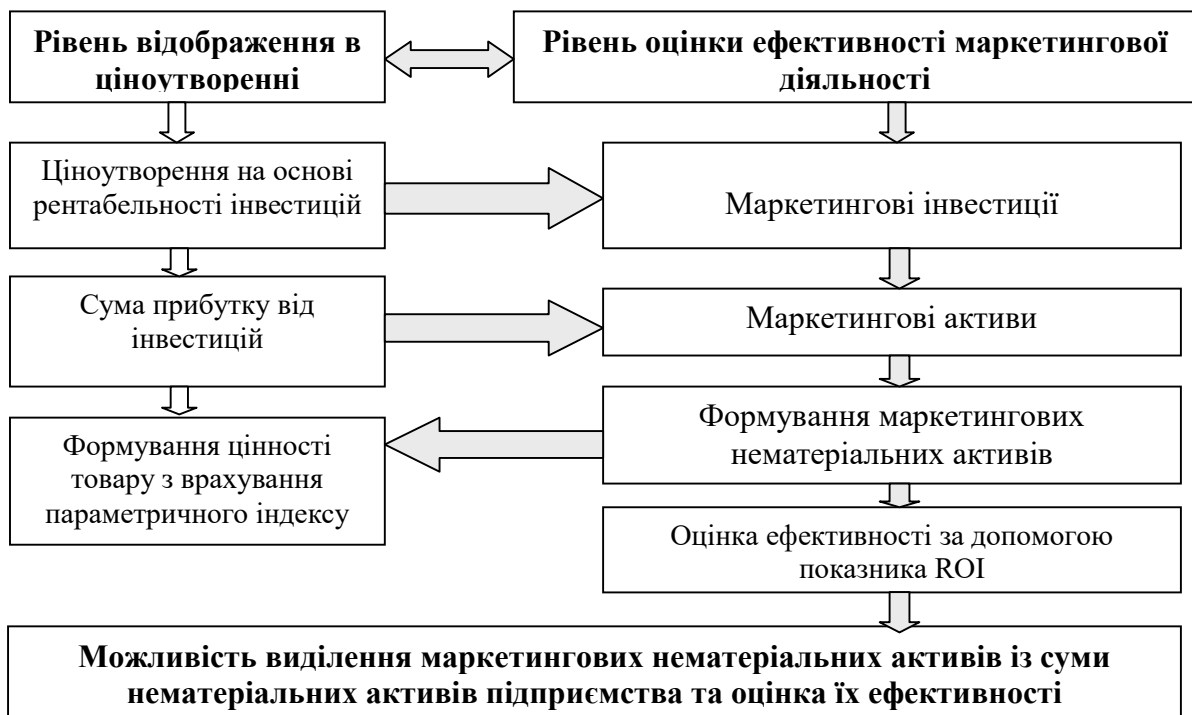 Рівень відображення в
ціноутворенні
Рівень оцінки ефективності маркетингової
діяльності
Ціноутворення на основі
рентабельності інвестицій
Маркетингові інвестиції
Сума прибутку від
інвестицій
Маркетингові активи
Формування цінності
товару з врахування
параметричного індексу
Формування маркетингових
нематеріальних активів
Оцінка ефективності за допомогою
показника ROI
Можливість виділення маркетингових нематеріальних активів із суми
нематеріальних активів підприємства та оцінка їх ефективності